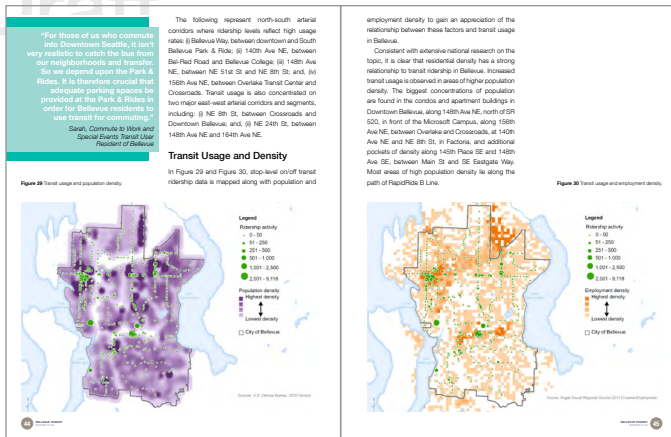 Draft
"For those of us who commute
into Downtown Seattle, it isn't
very realistic to catch the bus from
our neighborhoods and transfer.
So we depend upon the Park &
Rides. It is therefore crucial that
adequate parking spaces be
provided at the Park & Rides in
order for Bellevue residents to
use transit for commuting."
Sarah, Commute to Work and
Special Events Transit User
Resident of Bellevue
The following represent north-south arterial
corridors where ridership levels reflect high usage
rates: (i) Bellevue Way, between downtown and South
Bellevue Park & Ride; (ii) 140th Ave NE, between
Bel-Red Road and Bellevue College; (iii) 148th Ave
NE, between NE 51st St and NE 8th St; and, (iv)
156th Ave NE, between Overlake Transit Center and
Crossroads. Transit usage is also concentrated on
two major east-west arterial corridors and segments,
including: (i) NE 8th St, between Crossroads and
Downtown Bellevue; and, (ii) NE 24th St, between
148th Ave NE and 164th Ave NE.
Transit Usage and Density
In Figure 29 and Figure 30, stop-level on/off transit
ridership data is mapped along with population and
Figure 29 Transit usage and population density.
Legend
Ridership activity
0 - 50
51 - 250
251 - 500
501 - 1,000
1,001 - 2,500
2,501 - 9,118
Population density
Highest density
Lowest density
City of Bellevue
Sources: U.S. Census Bureau, 2010 Census
44
BELLEVUE TRANSIT
employment density to gain an appreciation of the
relationship between these factors and transit usage
in Bellevue.
Consistent with extensive national research on the
topic, it is clear that residential density has a strong
relationship to transit ridership in Bellevue. Increased
transit usage is observed in areas of higher population
density. The biggest concentrations of population
are found in the condos and apartment buildings in
Downtown Bellevue, along 148th Ave NE, north of SR
520, in front of the Microsoft Campus, along 156th
Ave NE, between Overlake and Crossroads, at 140th
Ave NE and NE 8th St, in Factoria, and additional
pockets of density along 145th Place SE and 148th
Ave SE, between Main St and SE Eastgate Way.
Most areas of high population density lie along the
path of RapidRide B Line.
Figure 30 Transit usage and employment density.
Legend
Ridership activity
0 - 50
51 - 250
251 - 500
501 - 1,000
1,001 - 2,500
2,501 - 9,118
Employment density
Highest density
Lowest density
City of Bellevue
Source: Puget Sound Regional Council 2011 Covered Employment
BELLEVUE TRANSIT
45